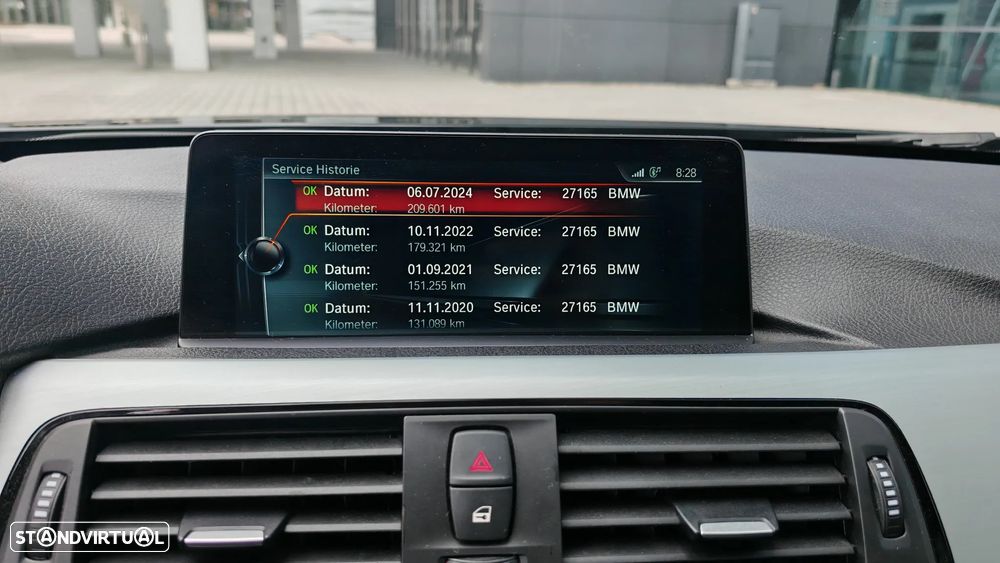 Service Historie 8:28
OK Datum: 06.07.2024 Service: 27165 BMW
Kilometer: 209.601 km
OK Datum: 10.11.2022 Service: 27165 BMW
Kilometer: 179.321 km
OK Datum: 01.09.2021 Service: 27165 BMW
Kilometer: 151.255 km
OK Datum: 11.11.2020 Service: 27165 BMW
Kilometer: 131.089 km
STANDVIRTUAL